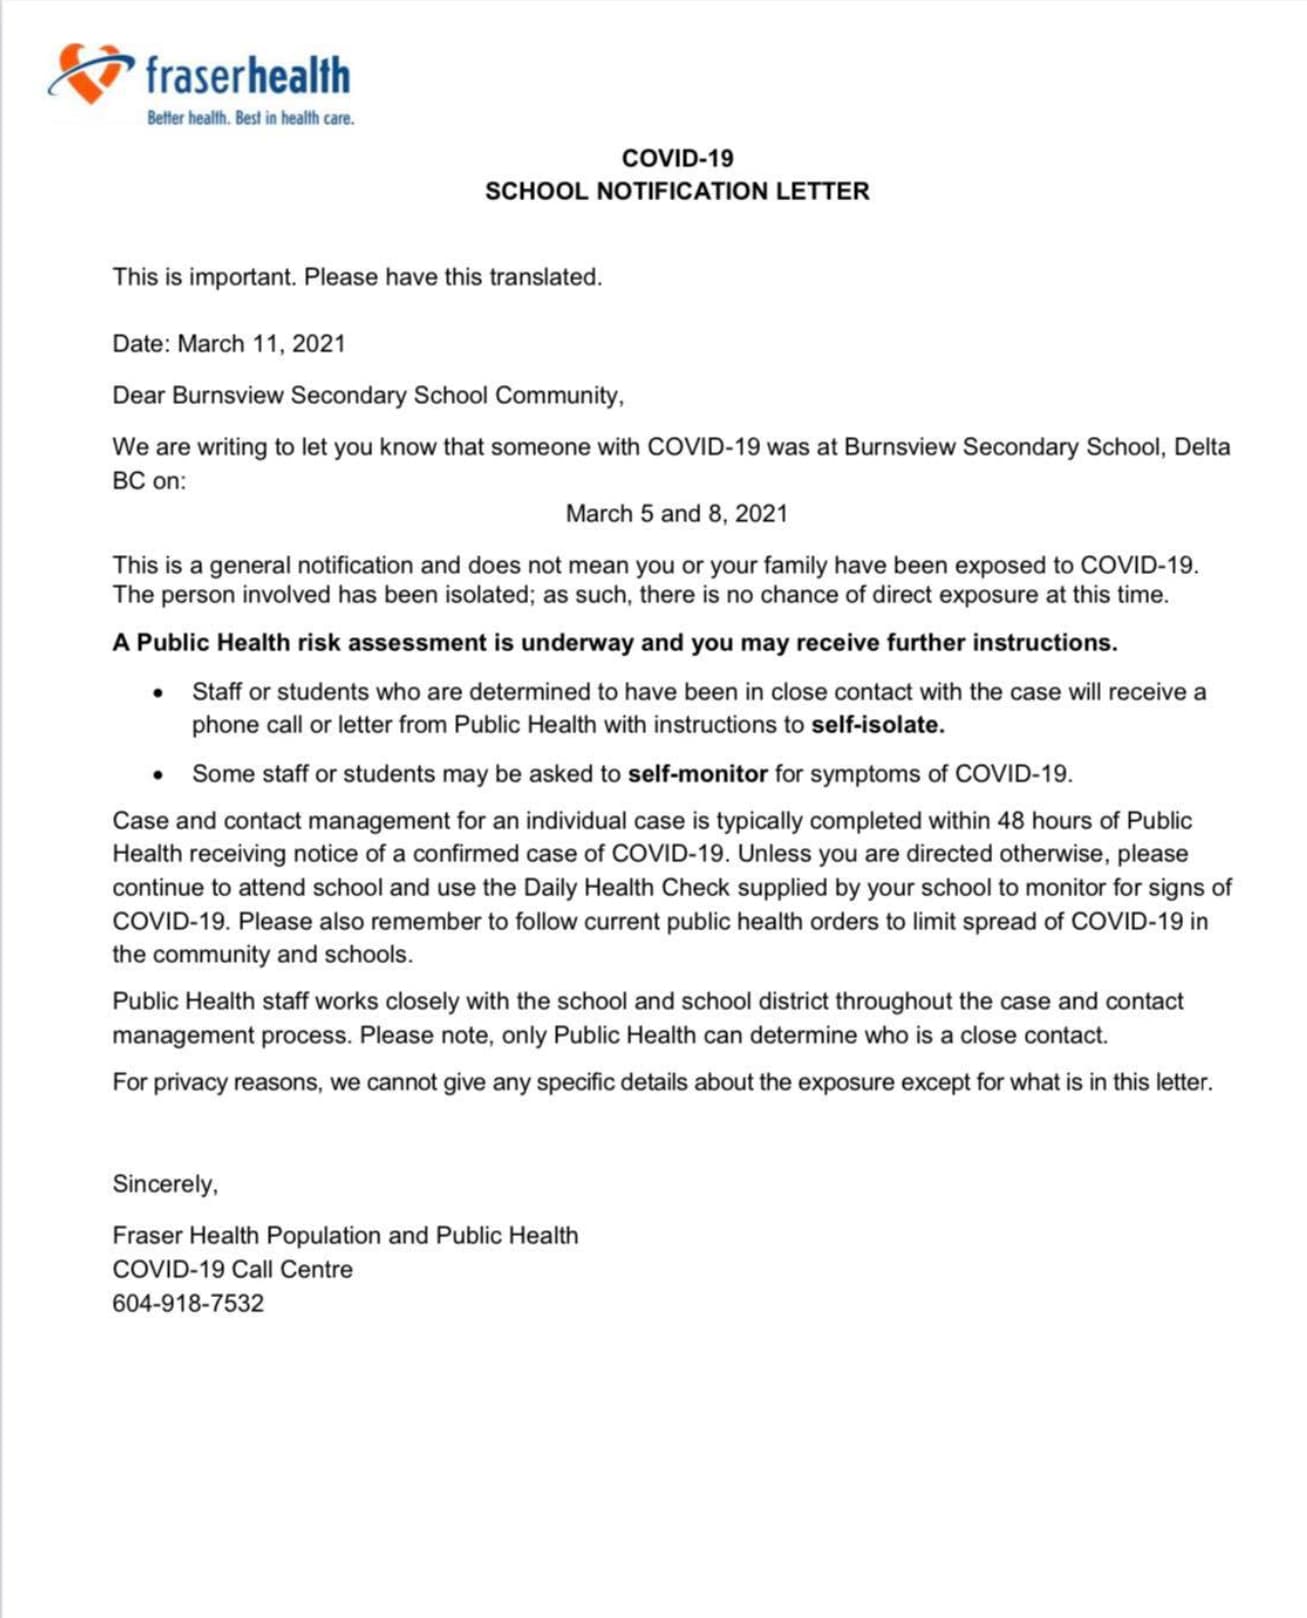 fraserhealth
Better health. Best in health care.
COVID-19
SCHOOL NOTIFICATION LETTER
This is important. Please have this translated.
Date: March 11, 2021
Dear Burnsview Secondary School Community,
We are writing to let you know that someone with COVID-19 was at Burnsview Secondary School, Delta
BC on:
March 5 and 8, 2021
This is a general notification and does not mean you or your family have been exposed to COVID-19.
The person involved has been isolated; as such, there is no chance of direct exposure at this time.
A Public Health risk assessment is underway and you may receive further instructions.
• Staff or students who are determined to have been in close contact with the case will receive a
phone call or letter from Public Health with instructions to self-isolate.
• Some staff or students may be asked to self-monitor for symptoms of COVID-19.
Case and contact management for an individual case is typically completed within 48 hours of Public
Health receiving notice of a confirmed case of COVID-19. Unless you are directed otherwise, please
continue to attend school and use the Daily Health Check supplied by your school to monitor for signs of
COVID-19. Please also remember to follow current public health orders to limit spread of COVID-19 in
the community and schools.
Public Health staff works closely with the school and school district throughout the case and contact
management process. Please note, only Public Health can determine who is a close contact.
For privacy reasons, we cannot give any specific details about the exposure except for what is in this letter.
Sincerely,
Fraser Health Population and Public Health
COVID-19 Call Centre
604-918-7532